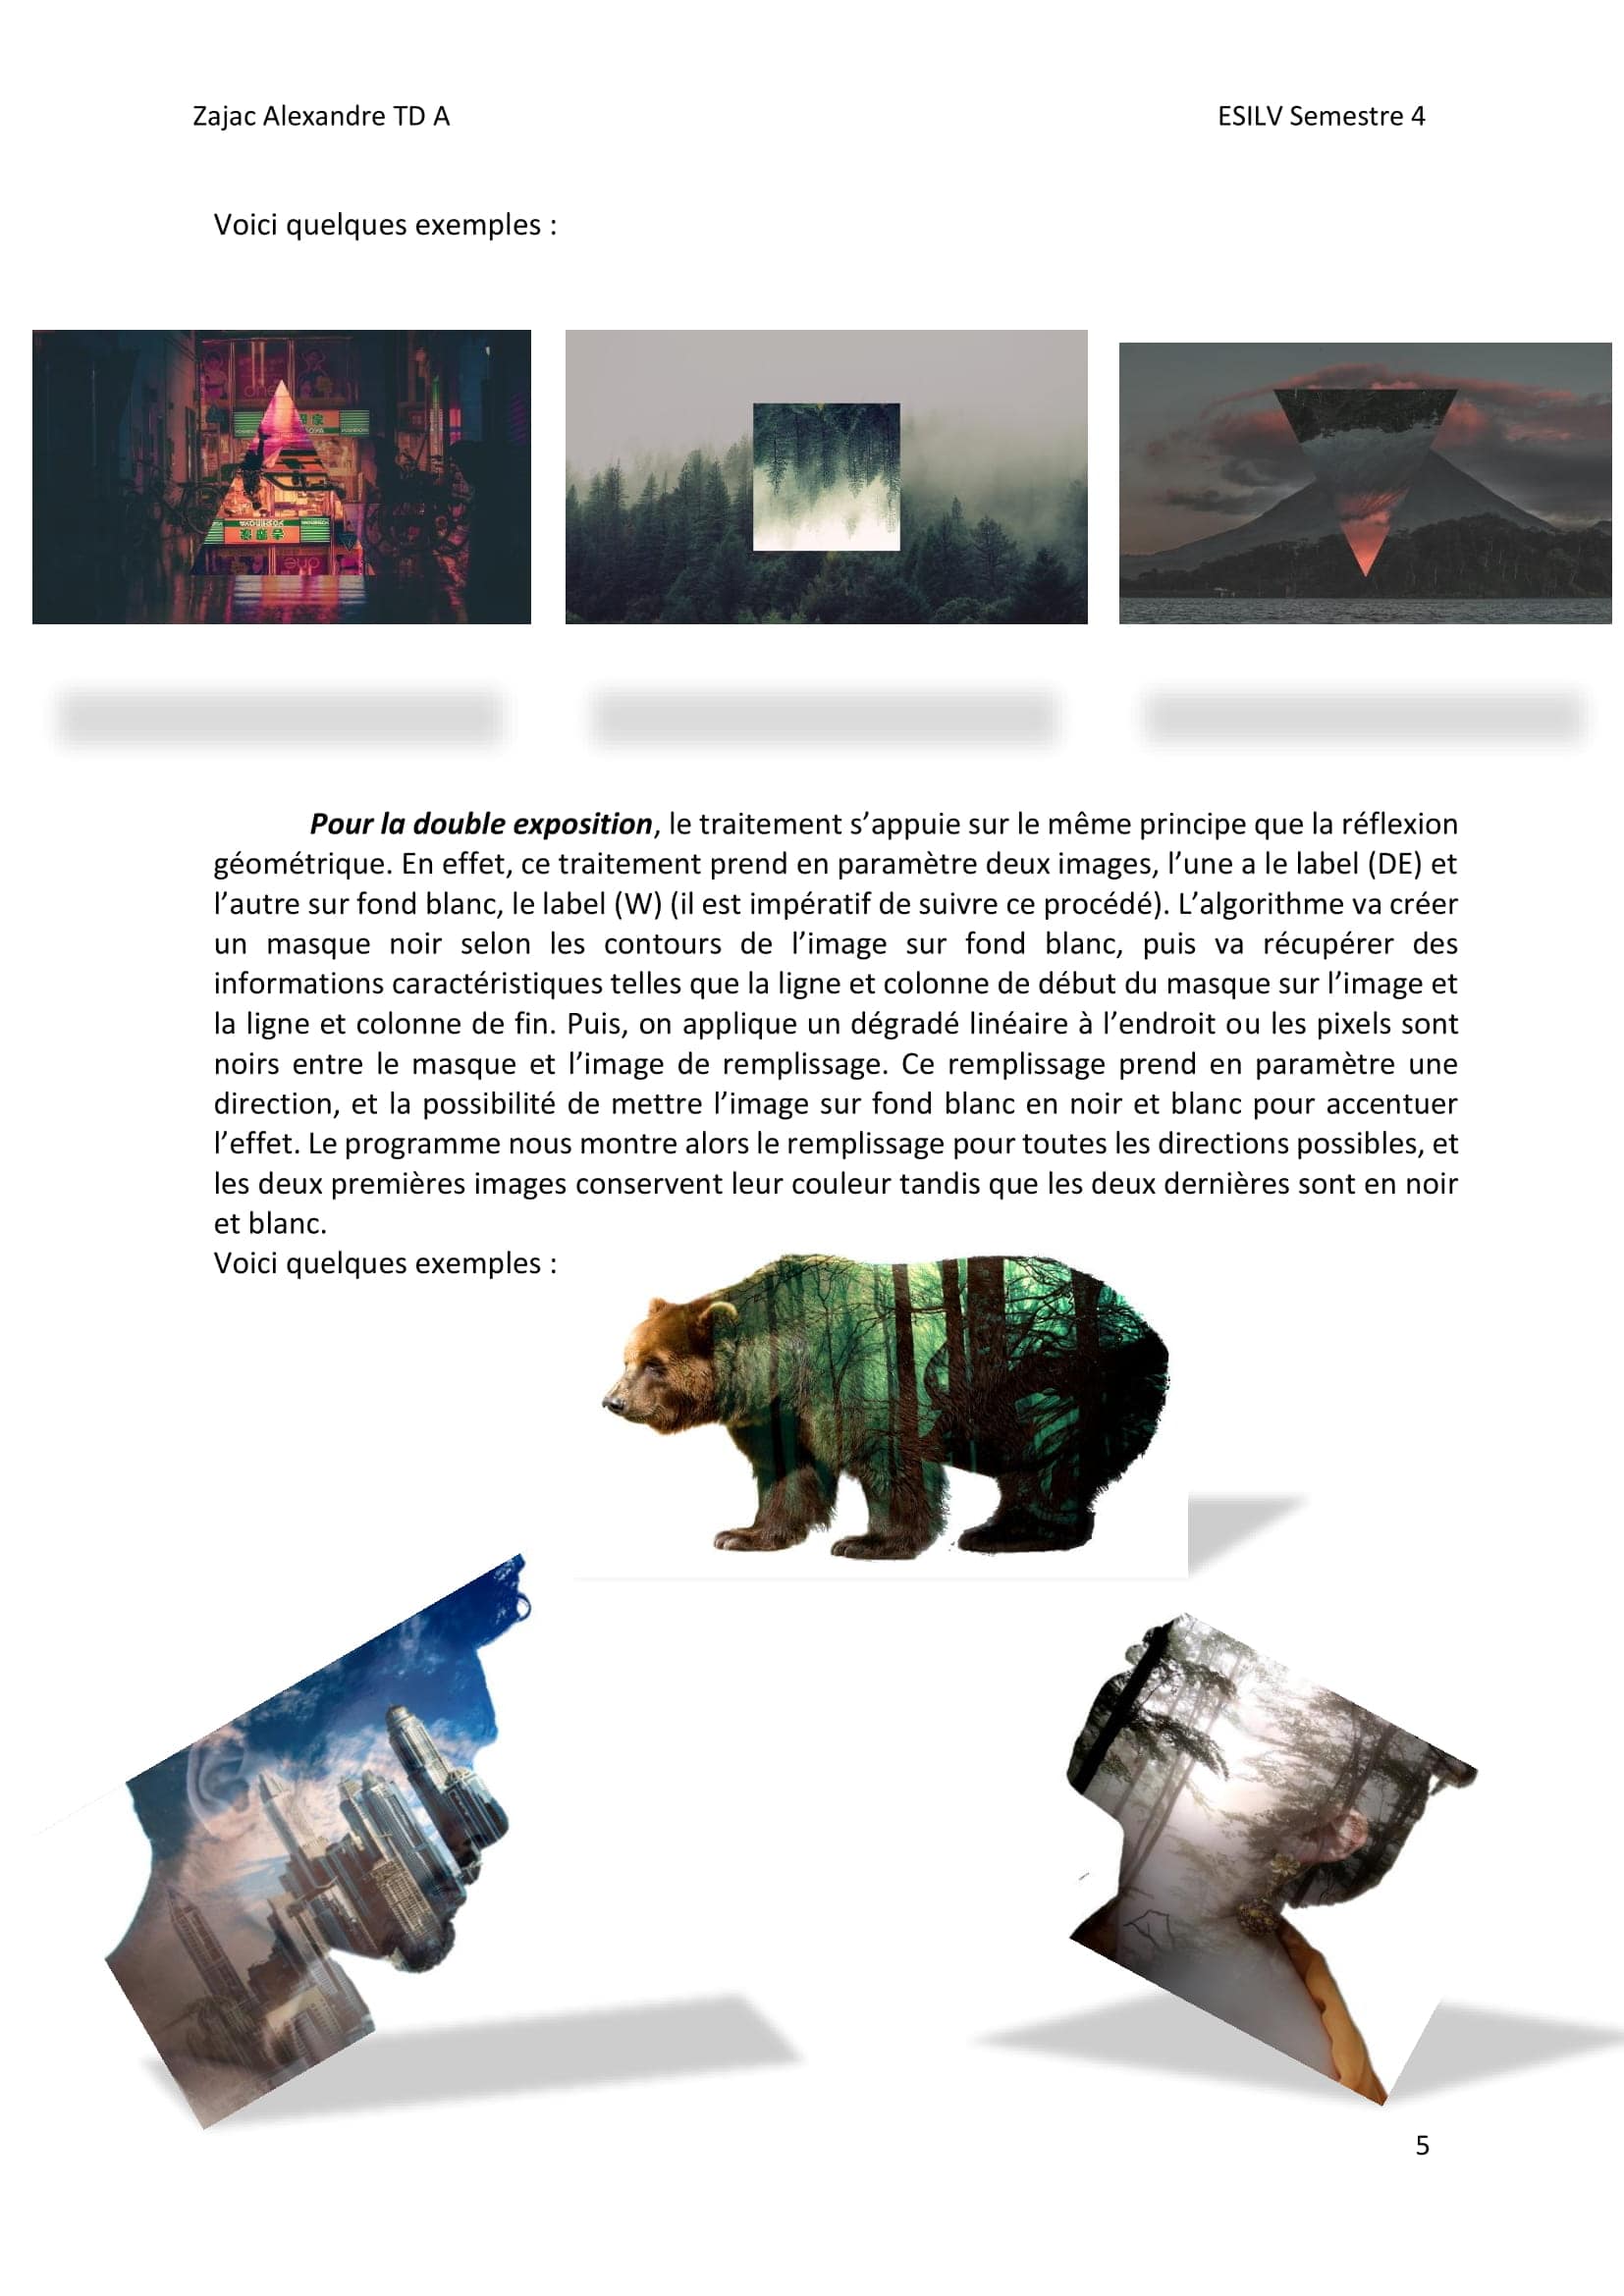 Zajac Alexandre TD A
ESILV Semestre 4
Voici quelques exemples :
Pour la double exposition, le traitement s’appuie sur le même principe que la réflexion
géométrique. En effet, ce traitement prend en paramètre deux images, l’une a le label (DE) et
l’autre sur fond blanc, le label (W) (il est impératif de suivre ce procédé). L’algorithme va créer
un masque noir selon les contours de l’image sur fond blanc, puis va récupérer des
informations caractéristiques telles que la ligne et colonne de début du masque sur l’image et
la ligne et colonne de fin. Puis, on applique un dégradé linéaire à l’endroit ou les pixels sont
noirs entre le masque et l’image de remplissage. Ce remplissage prend en paramètre une
direction, et la possibilité de mettre l’image sur fond blanc en noir et blanc pour accentuer
l’effet. Le programme nous montre alors le remplissage pour toutes les directions possibles, et
les deux premières images conservent leur couleur tandis que les deux dernières sont en noir
et blanc.
Voici quelques exemples :
5